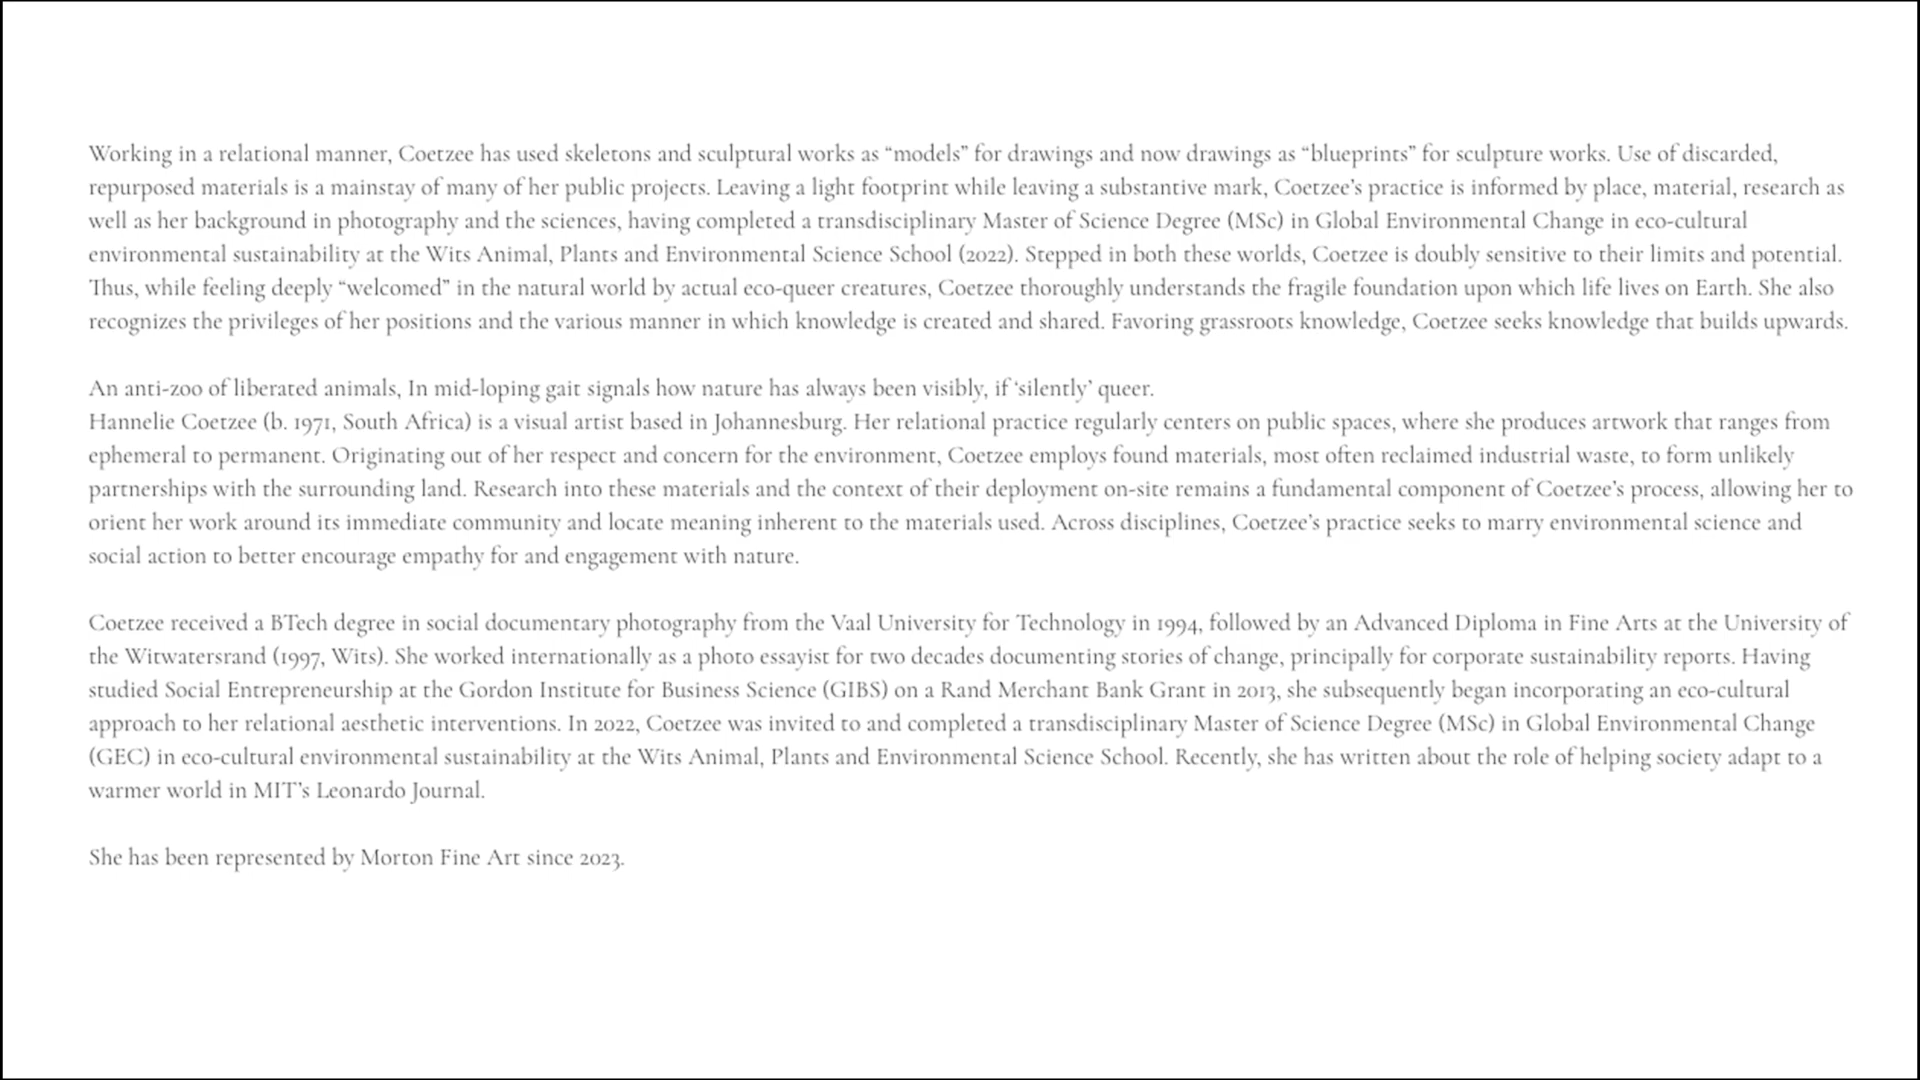 Working in a relational manner, Coetzee has used skeletons and sculptural works as “models” for drawings and now drawings as “blueprints” for sculpture works. Use of discarded,
repurposed materials is a mainstay of many of her public projects. Leaving a light footprint while leaving a substantive mark, Coetzee’s practice is informed by place, material, research as
well as her background in photography and the sciences, having completed a transdisciplinary Master of Science Degree (MSc) in Global Environmental Change in eco-cultural
environmental sustainability at the Wits Animal, Plants and Environmental Science School (2022). Stepped in both these worlds, Coetzee is doubly sensitive to their limits and potential.
Thus, while feeling deeply “welcomed” in the natural world by actual eco-queer creatures, Coetzee thoroughly understands the fragile foundation upon which life lives on Earth. She also
recognizes the privileges of her positions and the various manner in which knowledge is created and shared. Favoring grassroots knowledge, Coetzee seeks knowledge that builds upwards.
An anti-zoo of liberated animals, In mid-loping gait signals how nature has always been visibly, if ‘silently’ queer.
Hannelie Coetzee (b. 1971, South Africa) is a visual artist based in Johannesburg. Her relational practice regularly centers on public spaces, where she produces artwork that ranges from
ephemeral to permanent. Originating out of her respect and concern for the environment, Coetzee employs found materials, most often reclaimed industrial waste, to form unlikely
partnerships with the surrounding land. Research into these materials and the context of their deployment on-site remains a fundamental component of Coetzee’s process, allowing her to
orient her work around its immediate community and locate meaning inherent to the materials used. Across disciplines, Coetzee’s practice seeks to marry environmental science and
social action to better encourage empathy for and engagement with nature.
Coetzee received a BTech degree in social documentary photography from the Vaal University for Technology in 1994, followed by an Advanced Diploma in Fine Arts at the University of
the Witwatersrand (1997, Wits). She worked internationally as a photo essayist for two decades documenting stories of change, principally for corporate sustainability reports. Having
studied Social Entrepreneurship at the Gordon Institute for Business Science (GIBS) on a Rand Merchant Bank Grant in 2013, she subsequently began incorporating an eco-cultural
approach to her relational aesthetic interventions. In 2022, Coetzee was invited to and completed a transdisciplinary Master of Science Degree (MSc) in Global Environmental Change
(GEC) in eco-cultural environmental sustainability at the Wits Animal, Plants and Environmental Science School. Recently, she has written about the role of helping society adapt to a
warmer world in MIT’s Leonardo Journal.
She has been represented by Morton Fine Art since 2023.